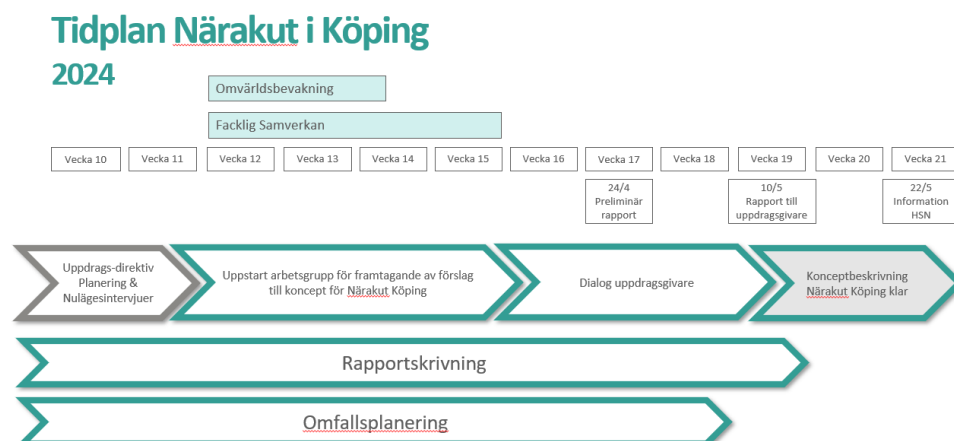 Tidplan Närakut i Köping
2024
Omvärldsbevakning
Facklig Samverkan
Vecka 10
Vecka 11
Vecka 12
Vecka 13
Vecka 14
Vecka 15
Vecka 16
Vecka 17
Vecka 18
Vecka 19
Vecka 20
Vecka 21
24/4
Preliminär
rapport
10/5
Rapport till
uppdragsgivare
22/5
Information
HSN
Uppdrags-direktiv
Planering &
Nulägesintervjuer
Uppstart arbetsgrupp för framtagande av förslag
till koncept för Närakut Köping
Dialog uppdragsgivare
Konceptbeskrivning
Närakut Köping klar
Rapportskrivning
Omfallsplanering